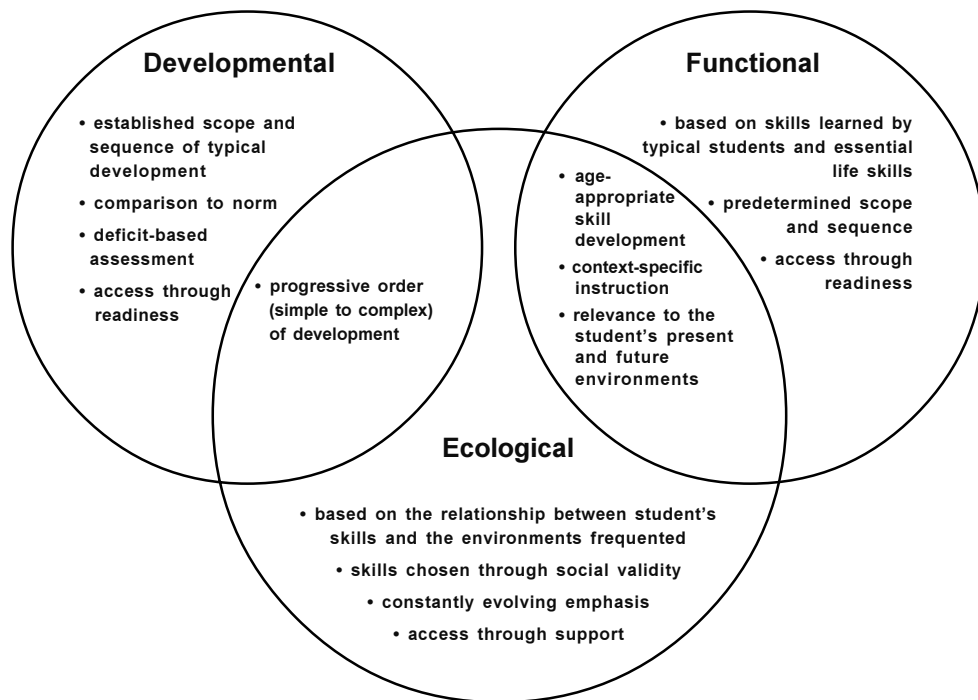 Developmental
• established scope and
sequence of typical
development
• comparison to norm
• deficit-based
assessment
• access through
readiness
• progressive order
(simple to complex)
of development
Functional
• based on skills learned by
typical students and essential
life skills
• predetermined scope
and sequence
• access through
readiness
• age-
appropriate
skill
development
• context-specific
instruction
• relevance to the
student’s present
and future
environments
Ecological
• based on the relationship between student’s
skills and the environments frequented
• skills chosen through social validity
• constantly evolving emphasis
• access through support